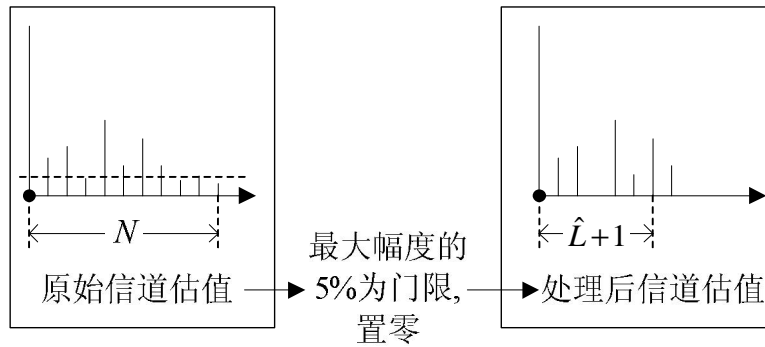 N
L̂+1
原始信道估值
最大幅度的
5%为门限,
置零
处理后信道估值